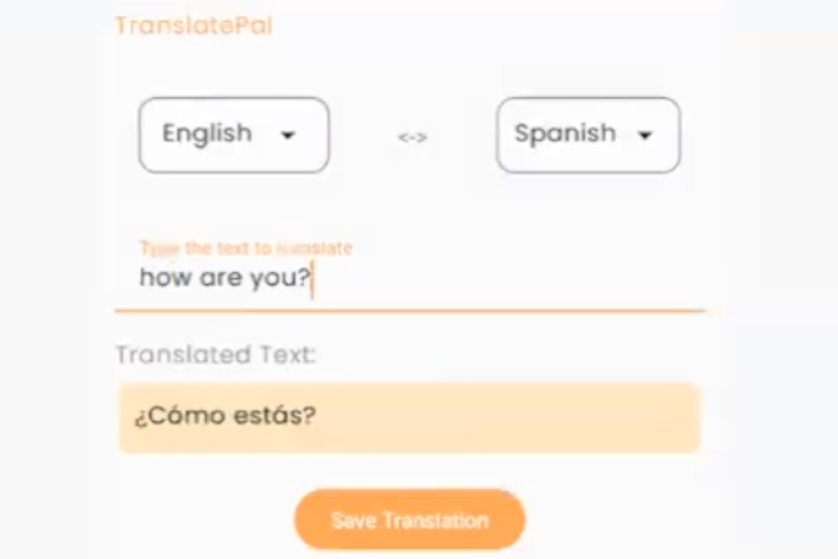 TranslatePal
English <-> Spanish
Type the text to translate
how are you?
Translated Text:
¿Cómo estás?
Save Translation